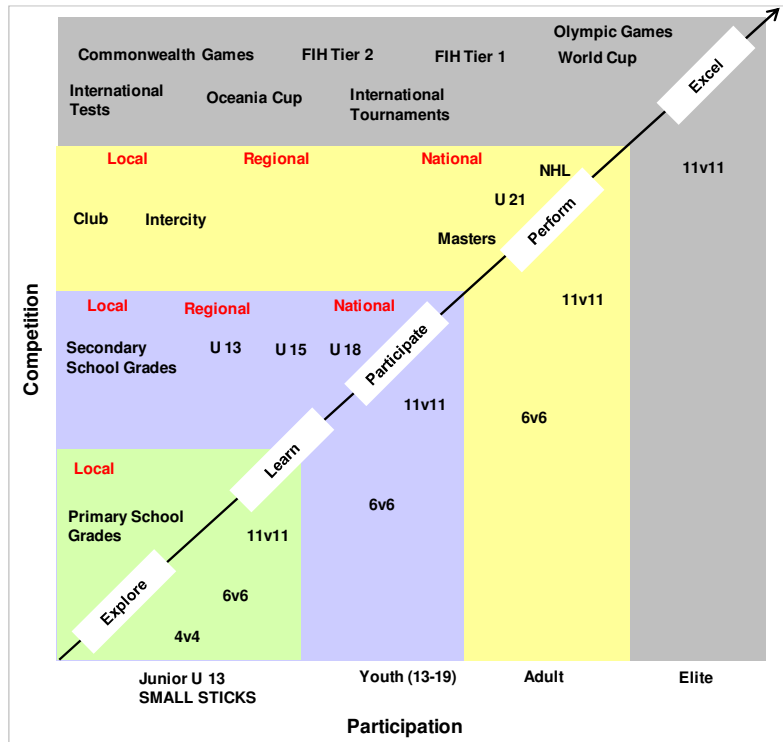 Olympic Games
Commonwealth Games FIH Tier 2 FIH Tier 1 World Cup
International
Tests
Oceania Cup
International
Tournaments
Excel
Local Regional National
NHL
11v11
U 21
Club Intercity
Masters
Perform
11v11
Local Regional National
Secondary
School Grades
U 13 U 15 U 18
Participate
11v11
6v6
Competition
Learn
Local
Primary School
Grades
11v11
6v6
Explore
6v6
4v4
Junior U 13
SMALL STICKS
Youth (13-19)
Adult
Elite
Participation